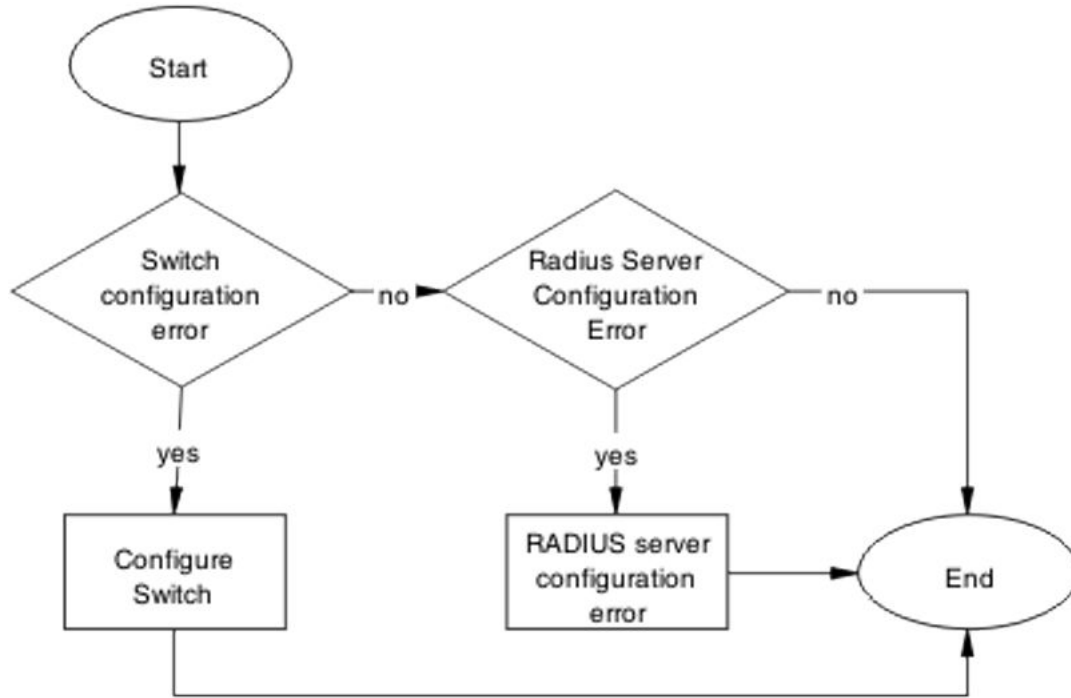 Start
Switch
configuration
error
no
Radius Server
Configuration
Error
no
yes
yes
Configure
Switch
RADIUS server
configuration
error
End